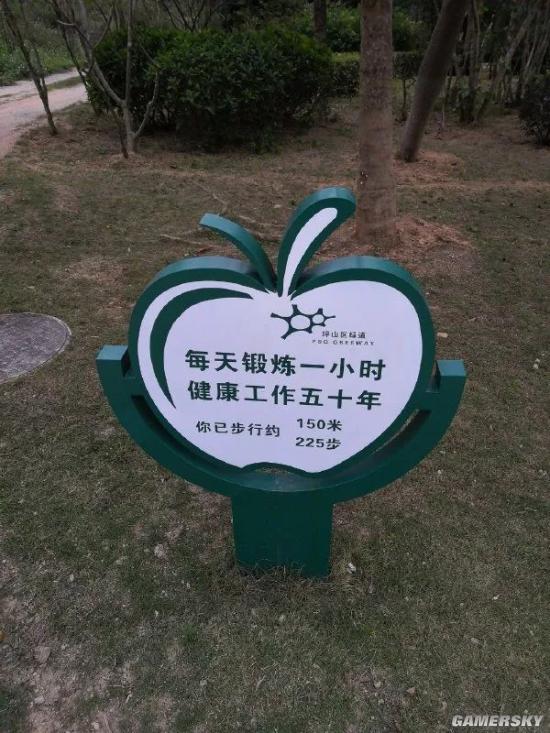 坪山区绿道
PSQ GREEWAY
每天锻炼一小时
健康工作五十年
你已步行约 150米
225步
GAMERSKY